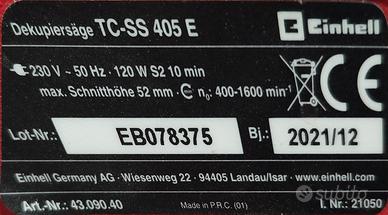 Dekupiersäge TC-SS 405 E
Einhell
230 V ~ 50 Hz · 120 W S2 10 min
max. Schnitthöhe 52 mm · n₀: 400-1600 min⁻¹
CE
Lot-Nr.: EB078375 Bj.: 2021/12
Einhell Germany AG · Wiesenweg 22 · 94405 Landau/Isar · www.einhell.com
Art.-Nr.: 43.090.40 Made in P.R.C. (01) I. Nr.: 21050
subito